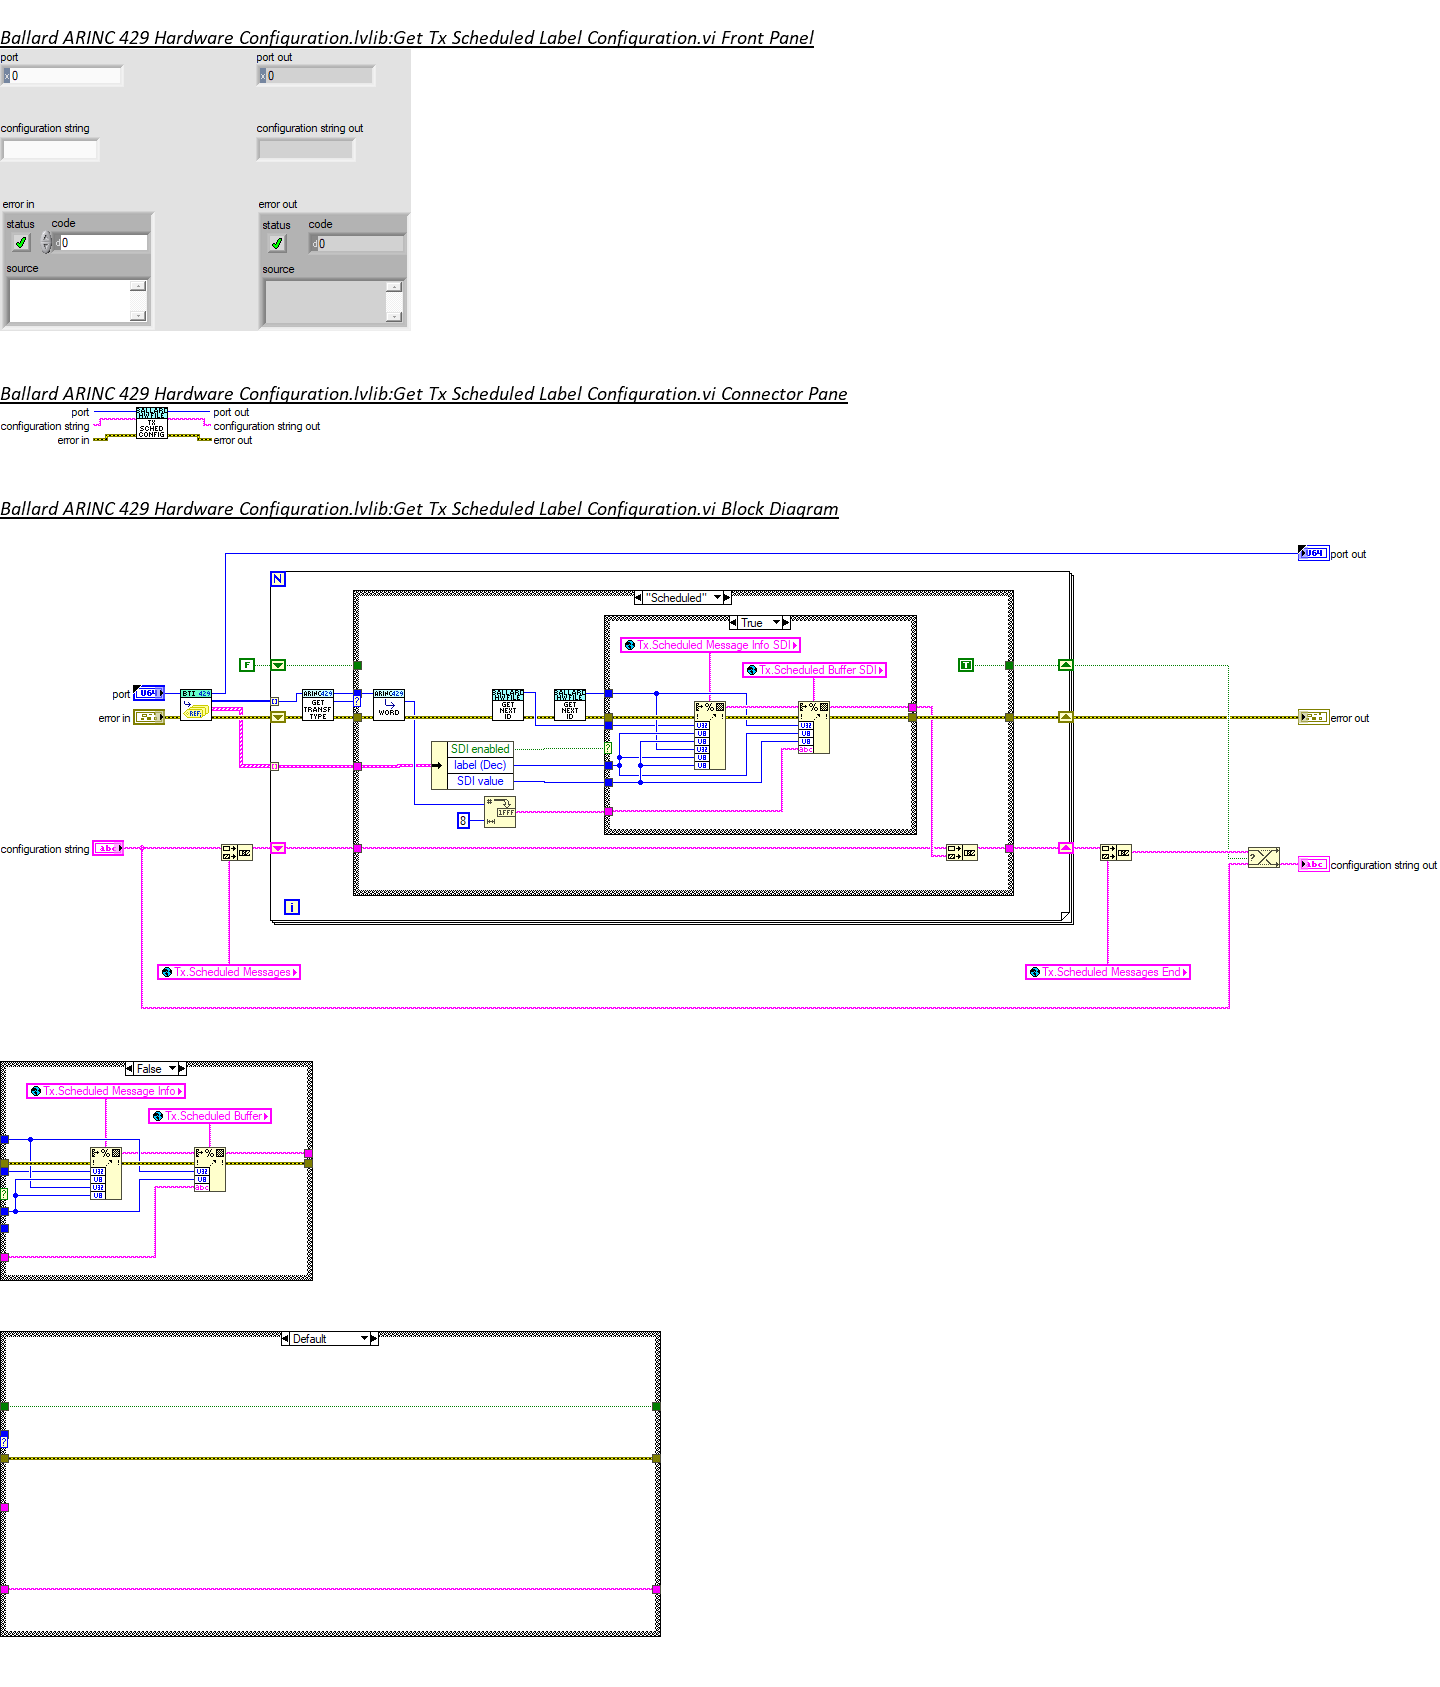 Ballard ARINC 429 Hardware Configuration.lvlib:Get Tx Scheduled Label Configuration.vi Front Panel
port
port out
x 0
x 0
configuration string
configuration string out
error in
error out
status code
status code
d 0
d 0
source
source
Ballard ARINC 429 Hardware Configuration.lvlib:Get Tx Scheduled Label Configuration.vi Connector Pane
port
configuration string
error in
BALLARD
HW FILE
TX
SCHED
CONFIG
port out
configuration string out
error out
Ballard ARINC 429 Hardware Configuration.lvlib:Get Tx Scheduled Label Configuration.vi Block Diagram
U64 port out
N
"Scheduled"
True
Tx.Scheduled Message Info SDI
Tx.Scheduled Buffer SDI
F
T
port U64
BTI 429
REF
ARINC429
GET
TRANSF
TYPE
?
ARINC429
WORD
BALLARD
HW FILE
GET
NEXT
ID
BALLARD
HW FILE
GET
NEXT
ID
error in
error out
%
U32
U8
U8
U32
U8
U8
%
U32
U8
U8
abc
SDI enabled
?
label (Dec)
SDI value
#
1FFF
8
configuration string abc
?
abc configuration string out
i
Tx.Scheduled Messages
Tx.Scheduled Messages End
False
Tx.Scheduled Message Info
Tx.Scheduled Buffer
%
U32
U8
U32
U8
%
U32
U8
abc
?
Default
?